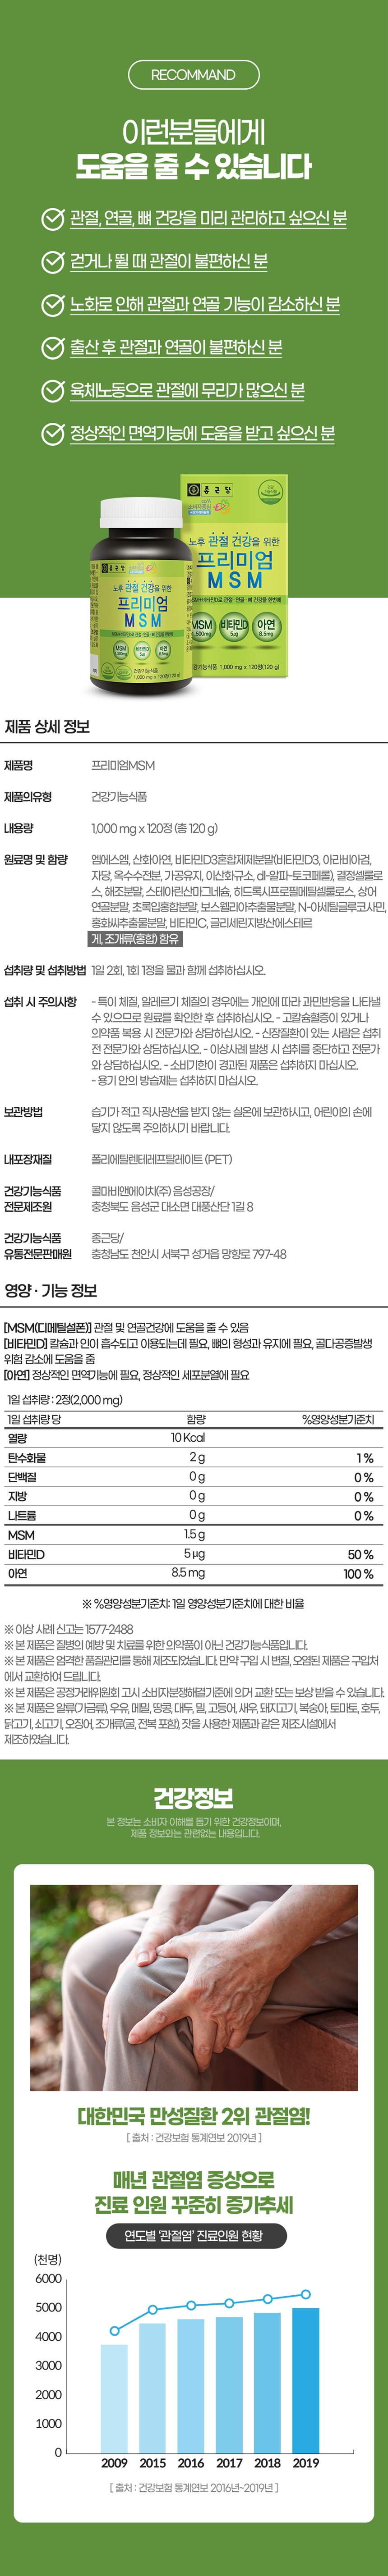 RECOMMAND
이런분들에게
도움을 줄 수 있습니다
관절, 연골, 뼈 건강을 미리 관리하고 싶으신 분
걷거나 뛸 때 관절이 불편하신 분
노화로 인해 관절과 연골 기능이 감소하신 분
출산 후 관절과 연골이 불편하신 분
육체노동으로 관절에 무리가 많으신 분
정상적인 면역기능에 도움을 받고 싶으신 분
종근당
노후 관절 건강을 위한
프리미엄
MSM
MSM 비타민D 아연
1,500mg 5μg 8.5mg
건강기능식품 1,000 mg x 120정(120 g)
종근당
노후 관절 건강을 위한
프리미엄
MSM
MSM 비타민D 아연
건강기능식품
1,000 mg x 120정(120 g)
제품 상세 정보
제품명 프리미엄MSM
제품의유형 건강기능식품
내용량 1,000 mg x 120정 (총 120 g)
원료명 및 함량 엠에스엠, 산화아연, 비타민D3혼합제제분말(비타민D3, 아라비아검,
자당, 옥수수전분, 가공유지, 이산화규소, dl-알파-토코페롤), 결정셀룰로
스, 해조분말, 스테아린산마그네슘, 히드록시프로필메틸셀룰로스, 상어
연골분말, 초록입홍합분말, 보스웰리아추출물분말, N-아세틸글루코사민,
홍화씨추출물분말, 비타민C, 글리세린지방산에스테르
게, 조개류(홍합) 함유
섭취량 및 섭취방법 1일 2회, 1회 1정을 물과 함께 섭취하십시오.
섭취 시 주의사항 - 특이 체질, 알레르기 체질의 경우에는 개인에 따라 과민반응을 나타낼
수 있으므로 원료를 확인한 후 섭취하십시오. - 고칼슘혈증이 있거나
의약품 복용 시 전문가와 상담하십시오. - 신장질환이 있는 사람은 섭취
전 전문가와 상담하십시오. - 이상사례 발생 시 섭취를 중단하고 전문가
와 상담하십시오. - 소비기한이 경과된 제품은 섭취하지 마십시오.
- 용기 안의 방습제는 섭취하지 마십시오.
보관방법 습기가 적고 직사광선을 받지 않는 실온에 보관하시고, 어린이의 손에
닿지 않도록 주의하시기 바랍니다.
내포장재질 폴리에틸렌테레프탈레이트 (PET)
건강기능식품 콜마비앤에이치(주) 음성공장/
전문제조원 충청북도 음성군 대소면 대풍산단 1길 8
건강기능식품 종근당/
유통전문판매원 충청남도 천안시 서북구 성거읍 망향로 797-48
영양 · 기능 정보
[MSM(디메틸설폰)] 관절 및 연골건강에 도움을 줄 수 있음
[비타민D] 칼슘과 인이 흡수되고 이용되는데 필요, 뼈의 형성과 유지에 필요, 골다공증발생
위험 감소에 도움을 줌
[아연] 정상적인 면역기능에 필요, 정상적인 세포분열에 필요
1일 섭취량 : 2정(2,000 mg)
1일 섭취량 당 함량 %영양성분기준치
열량 10 Kcal
탄수화물 2 g 1 %
단백질 0 g 0 %
지방 0 g 0 %
나트륨 0 g 0 %
MSM 1.5 g
비타민D 5 μg 50 %
아연 8.5 mg 100 %
※ %영양성분기준치: 1일 영양성분기준치에 대한 비율
※ 이상 사례 신고는 1577-2488
※ 본 제품은 질병의 예방 및 치료를 위한 의약품이 아닌 건강기능식품입니다.
※ 본 제품은 엄격한 품질관리를 통해 제조되었습니다. 만약 구입 시 변질, 오염된 제품은 구입처
에서 교환하여 드립니다.
※ 본 제품은 공정거래위원회 고시 소비자분쟁해결기준에 의거 교환 또는 보상 받을 수 있습니다.
※ 본 제품은 알류(가금류), 우유, 메밀, 땅콩, 대두, 밀, 고등어, 새우, 돼지고기, 복숭아, 토마토, 호두,
닭고기, 쇠고기, 오징어, 조개류(굴, 전복 포함), 잣을 사용한 제품과 같은 제조시설에서
제조하였습니다.
건강정보
본 정보는 소비자 이해를 돕기 위한 건강정보이며,
제품 정보와는 관련없는 내용입니다.
대한민국 만성질환 2위 관절염!
[ 출처 : 건강보험 통계연보 2019년 ]
매년 관절염 증상으로
진료 인원 꾸준히 증가추세
연도별 '관절염' 진료인원 현황
(천명)
6000
5000
4000
3000
2000
1000
0
2009 2015 2016 2017 2018 2019
[ 출처 : 건강보험 통계연보 2016년~2019년 ]